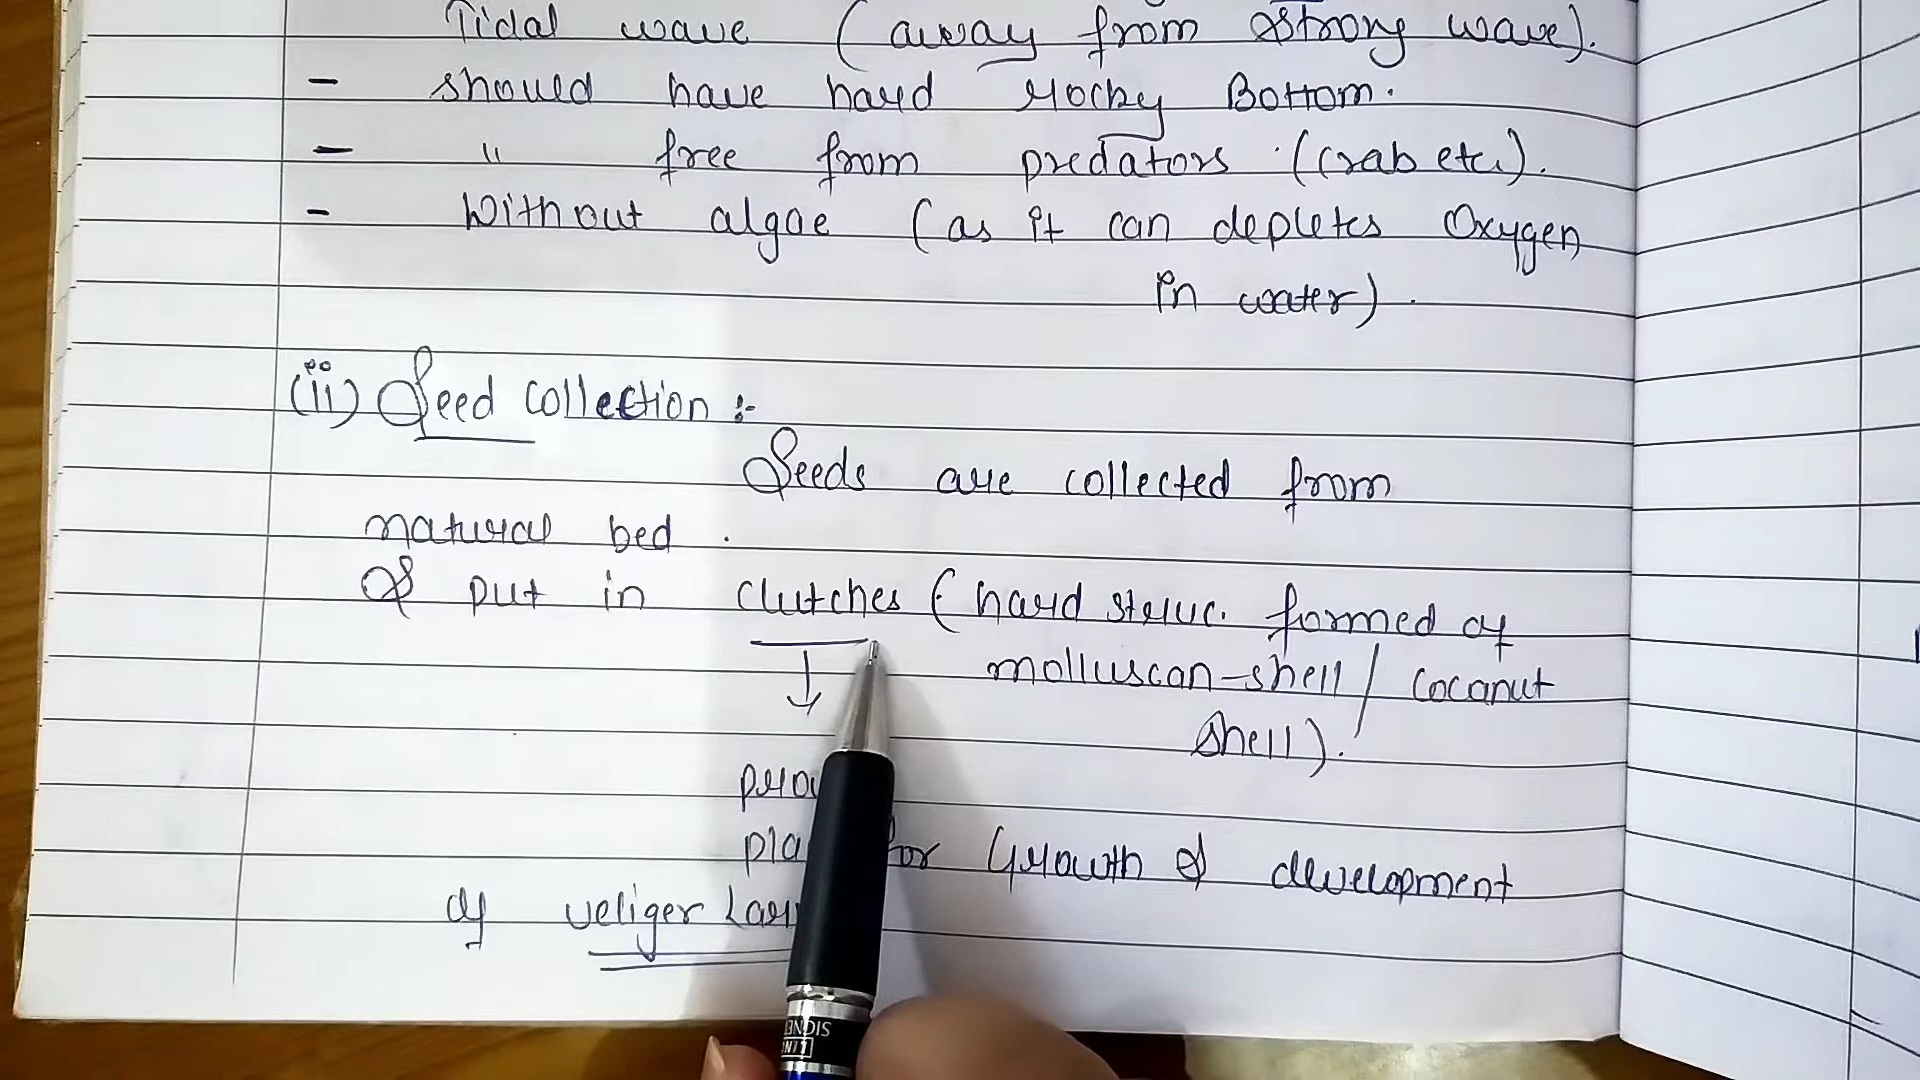 Tidal wave (away from strong wave).
- should have hard rocky Bottom.
- " free from predators (crab etc.).
- Without algae (as it can depletes Oxygen
in water).
(ii) Seed collection :-
Seeds are collected from
natural bed.
& put in clutches (hard struc. formed of
molluscan-shell / coconut
shell).
for Growth & development
of veliger